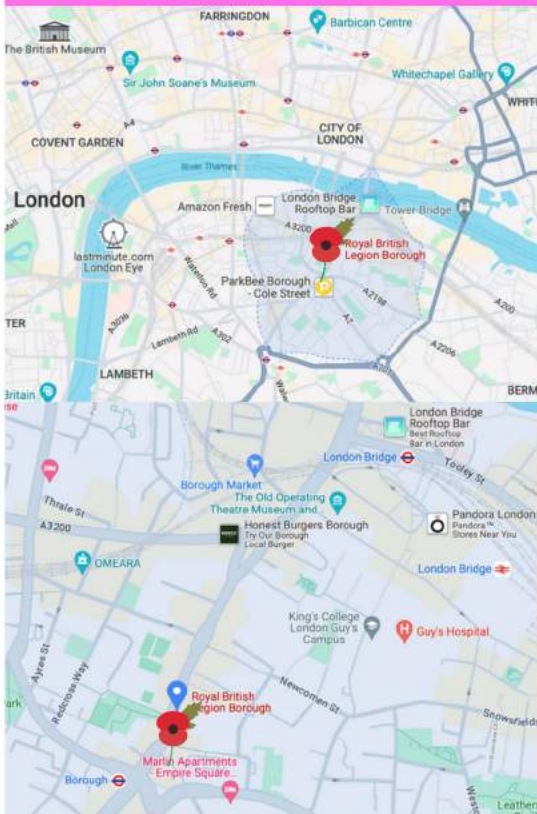 FARRINGDON
Barbican Centre
The British Museum
Sir John Soane's Museum
Whitechapel Gallery
A4
CITY OF
LONDON
COVENT GARDEN
River Thames
London
Amazon Fresh
London Bridge
Rooftop Bar
Tower Bridge
A3200
Royal British
Legion Borough
lastminute.com
London Eye
Waterloo Rd
ParkBee Borough
- Cole Street
A2198
A2
A200
A3036
Lambeth Rd
A302
A2206
LAMBETH
BERM
Britain
London Bridge
Rooftop Bar
Best Rooftop
Bar in London
London Bridge
Tooley St
Borough Market
The Old Operating
Theatre Museum and...
Thrale St
A3200
Honest Burgers Borough
Try Our Borough
Local Burger
Pandora London
Pandora™
Stores Near You
OMEARA
London Bridge
King's College
London Guy's
Campus
Guy's Hospital
Ayres St
Redcross Way
Newcomen St
Royal British
Legion Borough
Snowsfields
Marlin Apartments
- Empire Square...
Borough
Weston
Leather